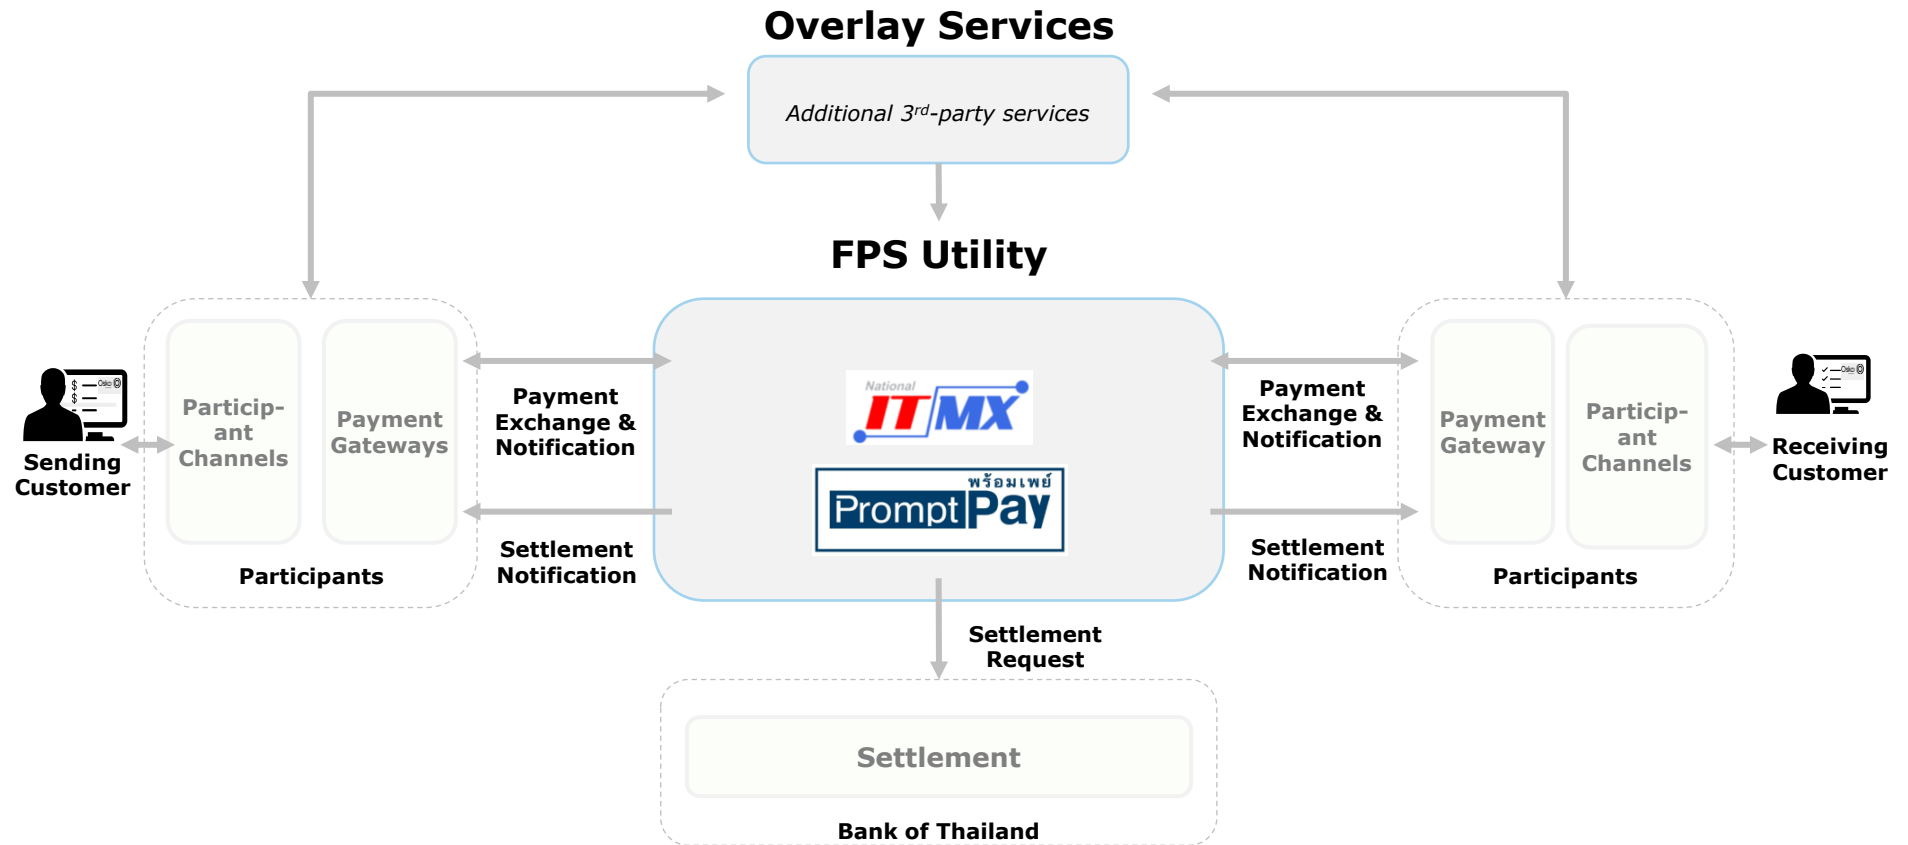 Overlay Services
Additional 3rd-party services
FPS Utility
Particip-
ant
Channels
Payment
Gateways
Participants
Sending
Customer
$
$
Osko
Payment
Exchange &
Notification
Settlement
Notification
National
ITMX
พร้อมเพย์
PromptPay
Payment
Exchange &
Notification
Settlement
Notification
Payment
Gateway
Particip-
ant
Channels
Participants
Osko
Receiving
Customer
Settlement
Request
Settlement
Bank of Thailand